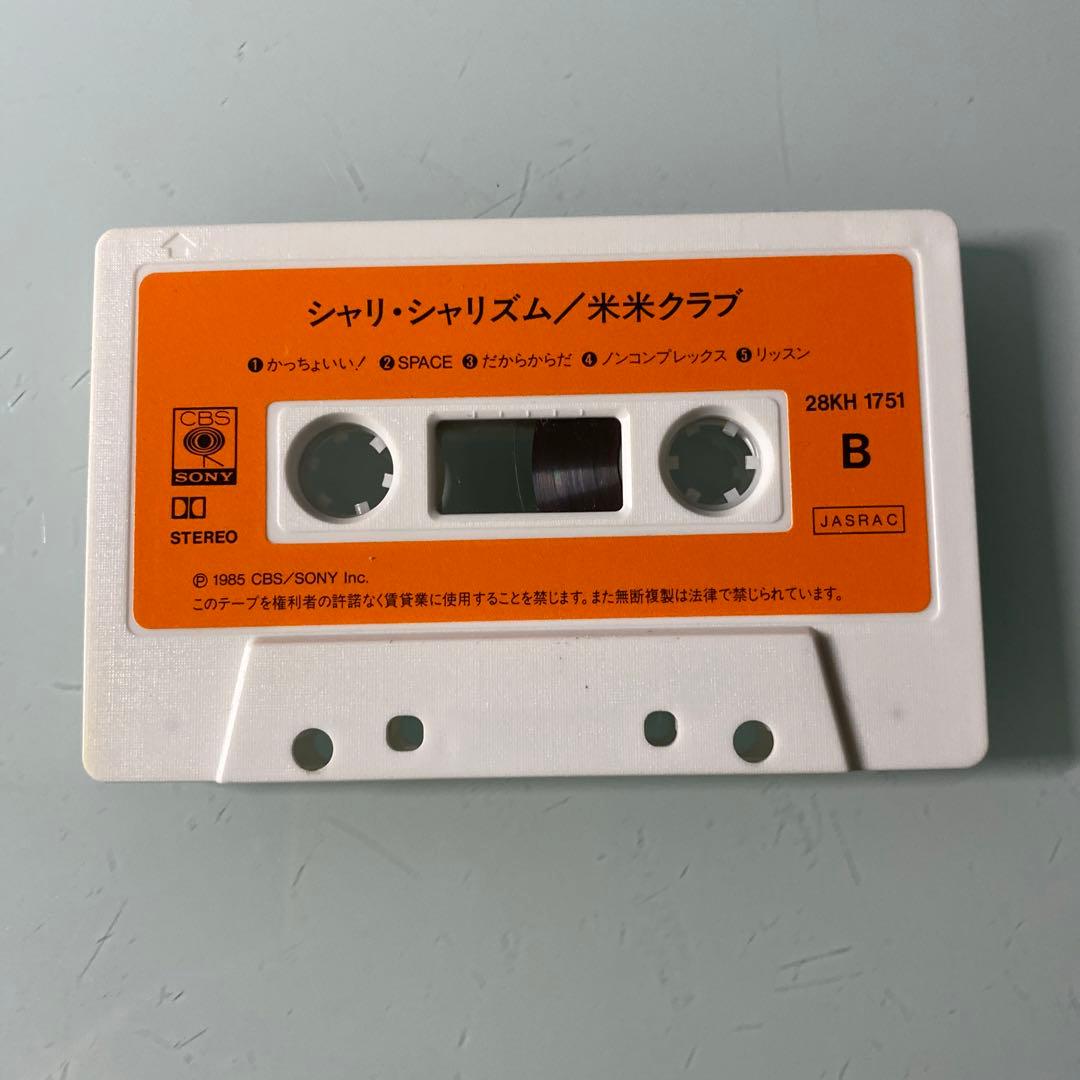 シャリ・シャリズム/米米クラブ
❶かっちょいい! ❷SPACE ❸だからからだ ❹ノンコンプレックス ❺リッスン
28KH 1751
CBS
SONY
B
STEREO
JASRAC
Ⓟ 1985 CBS/SONY Inc.
このテープを権利者の許諾なく賃貸業に使用することを禁じます。また無断複製は法律で禁じられています。